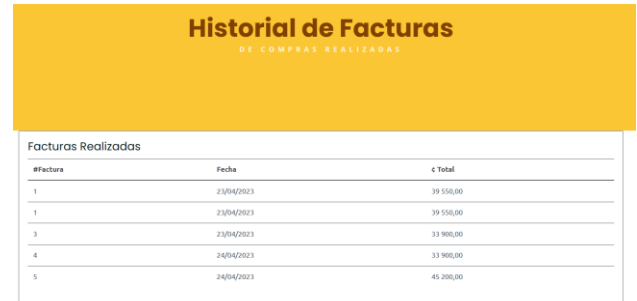 Historial de Facturas
DE COMPRAS REALIZADAS
Facturas Realizadas
#Factura Fecha ¢ Total
1 23/04/2023 39 550,00
1 23/04/2023 39 550,00
3 23/04/2023 33 900,00
4 24/04/2023 33 900,00
5 24/04/2023 45 200,00